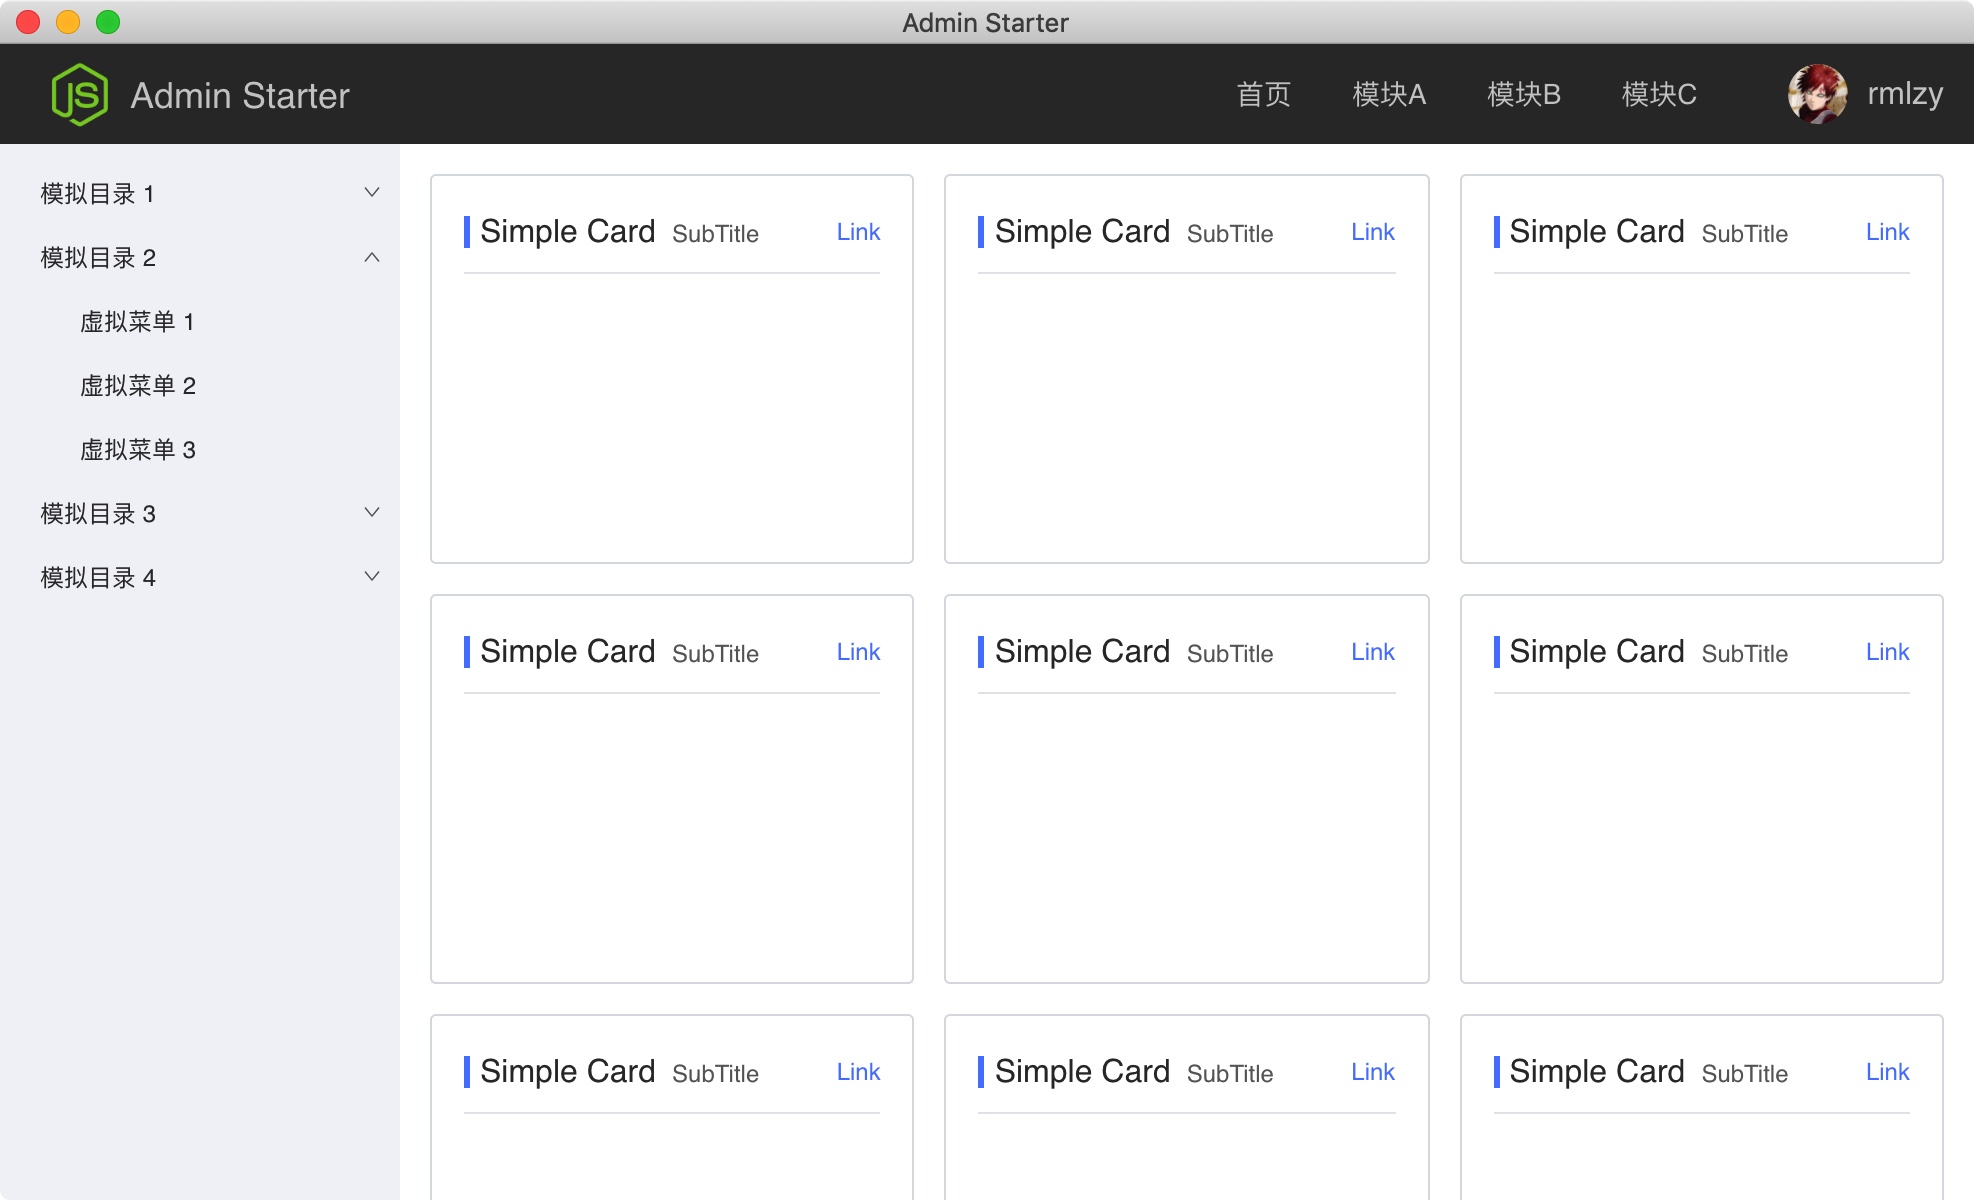 Admin Starter
JS Admin Starter 首页 模块A 模块B 模块C rmlzy
模拟目录 1
模拟目录 2
虚拟菜单 1
虚拟菜单 2
虚拟菜单 3
模拟目录 3
模拟目录 4
Simple Card SubTitle Link
Simple Card SubTitle Link
Simple Card SubTitle Link
Simple Card SubTitle Link
Simple Card SubTitle Link
Simple Card SubTitle Link
Simple Card SubTitle Link
Simple Card SubTitle Link
Simple Card SubTitle Link